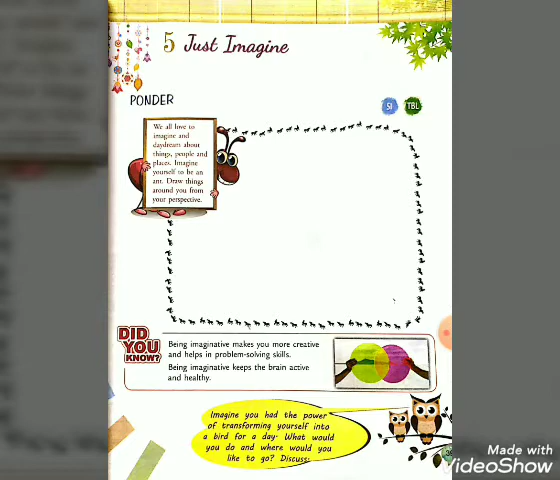 5 Just Imagine
PONDER
SI TBL
We all love to
imagine and
daydream about
things, people and
places. Imagine
yourself to be an
ant. Draw things
around you from
your perspective.
DID
YOU
KNOW?
Being imaginative makes you more creative
and helps in problem-solving skills.
Being imaginative keeps the brain active
and healthy.
Imagine you had the power
of transforming yourself into
a bird for a day. What would
you do and where would you
like to go? Discuss.
Made with
VideoShow